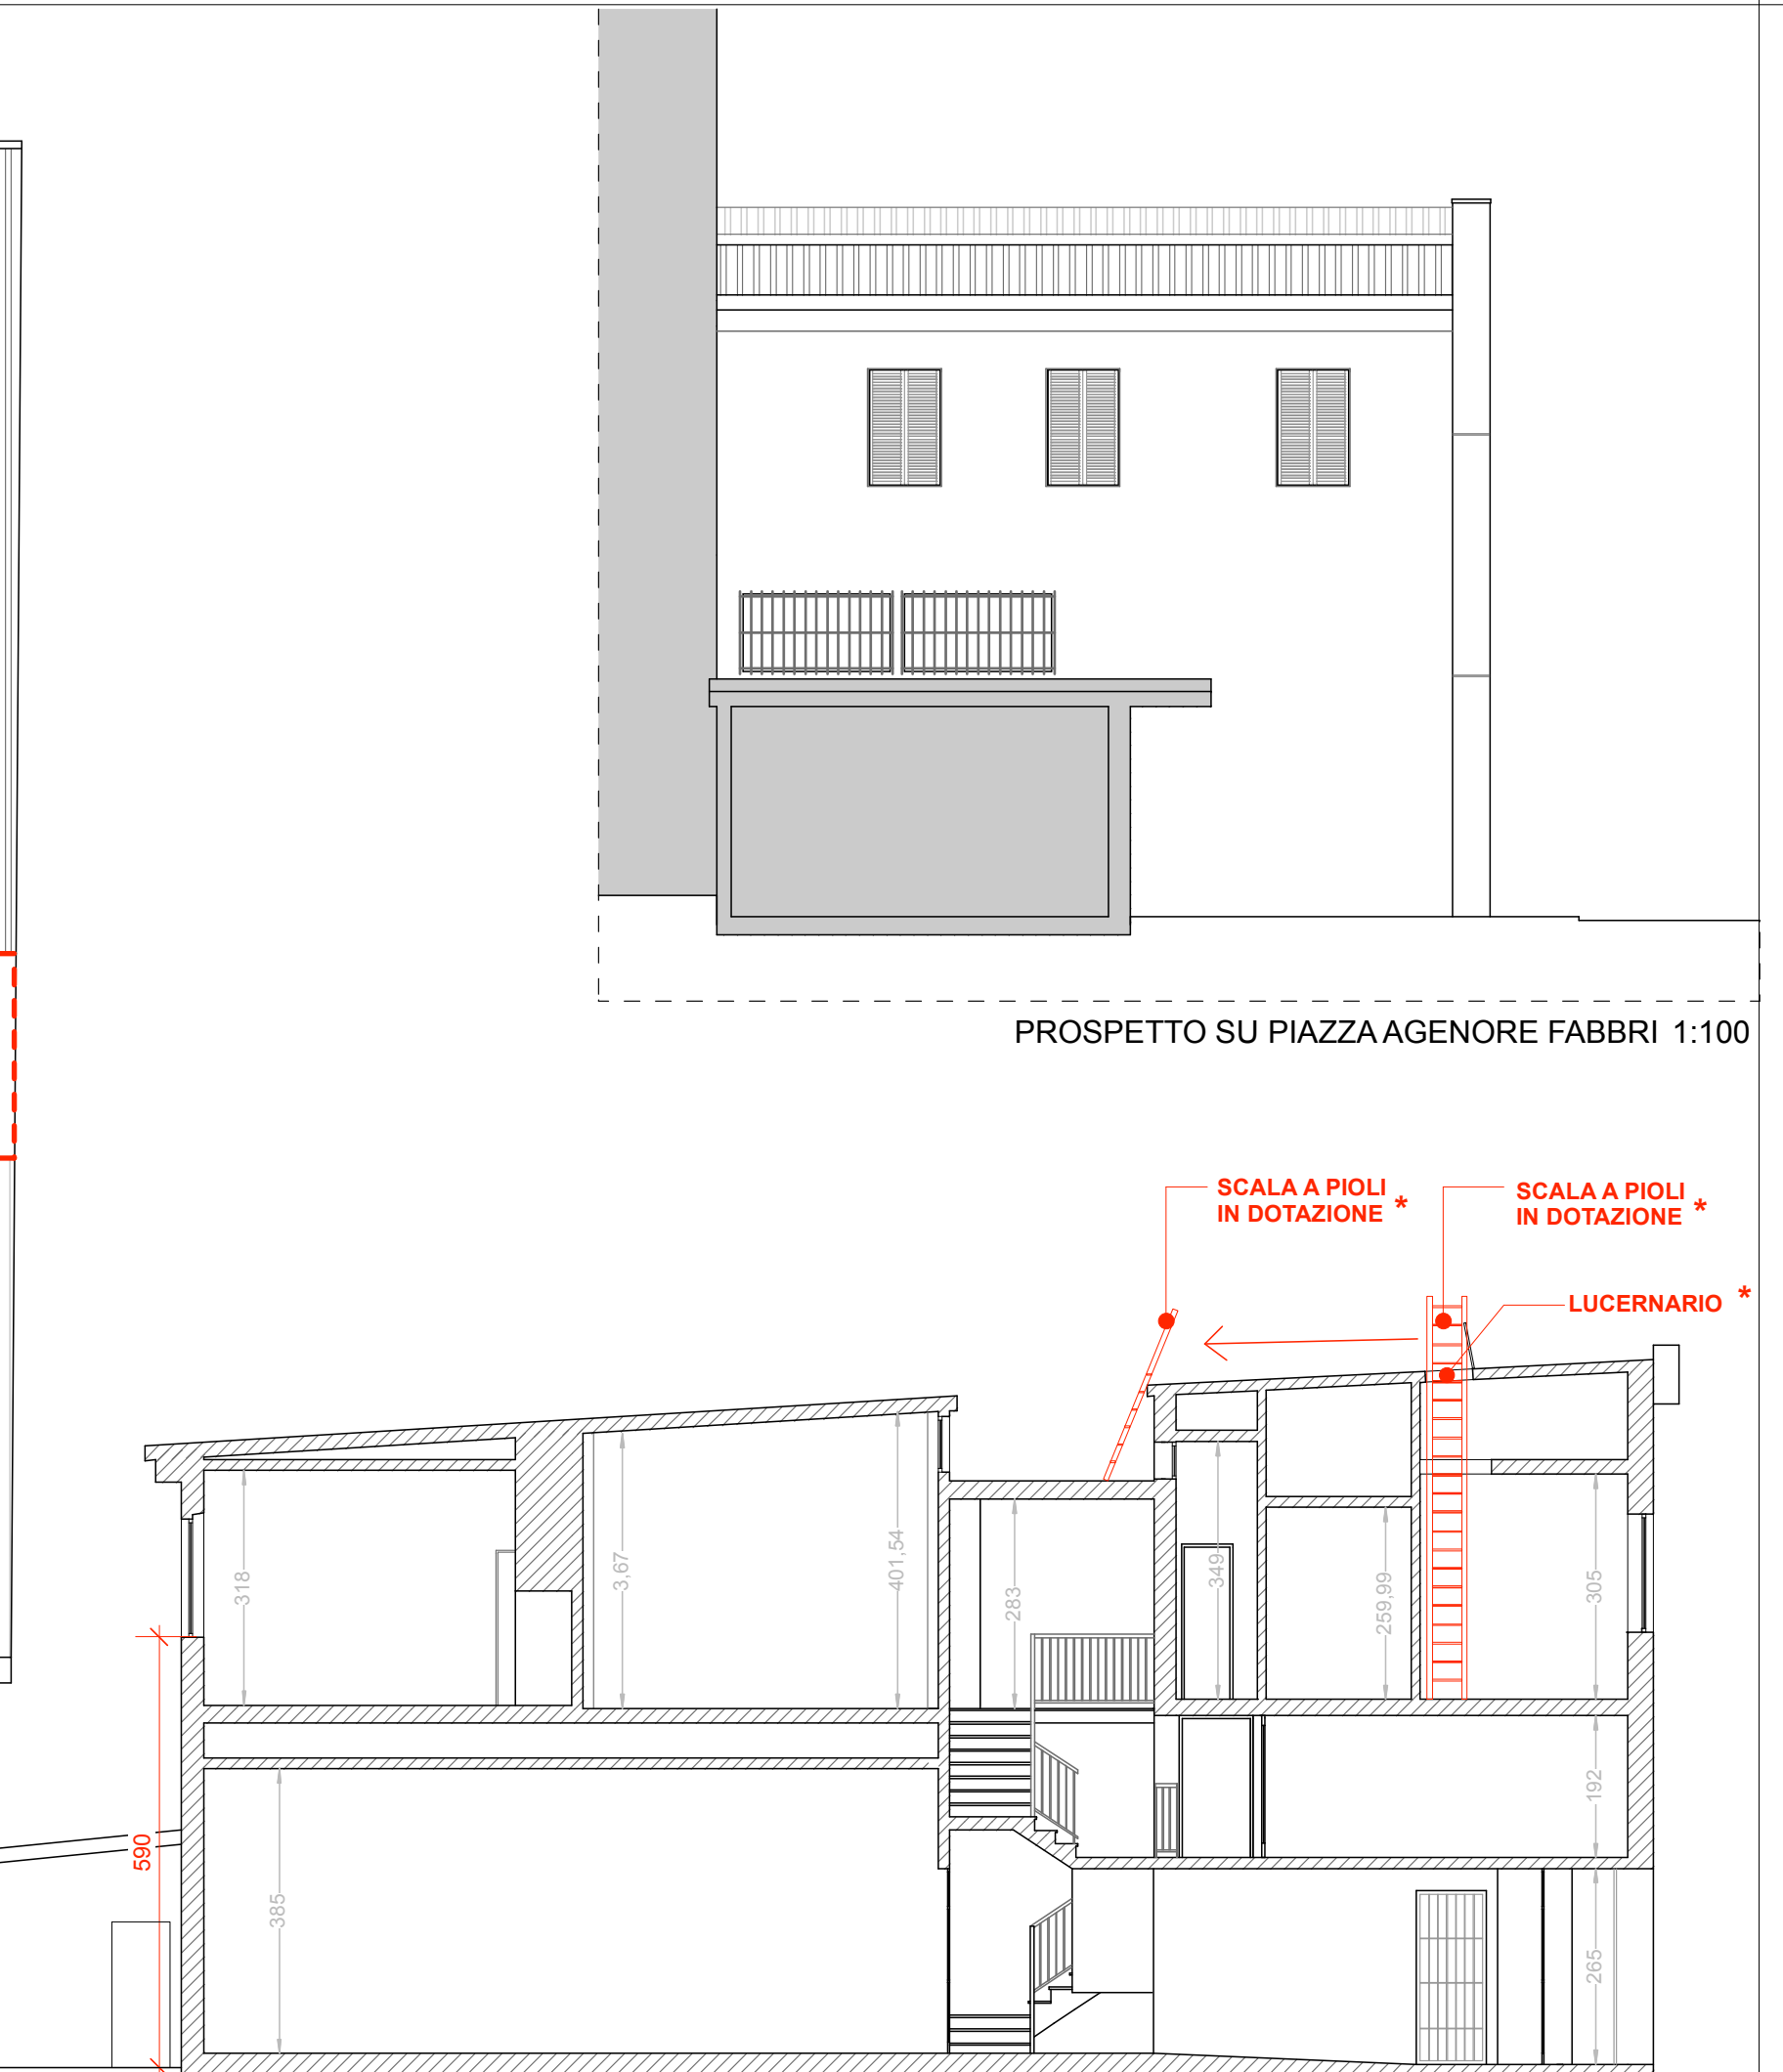 PROSPETTO SU PIAZZA AGENORE FABBRI 1:100
SCALA A PIOLI
IN DOTAZIONE *
SCALA A PIOLI
IN DOTAZIONE *
LUCERNARIO *
318
3,67
401,54
283
349
259,99
305
192
590
385
265